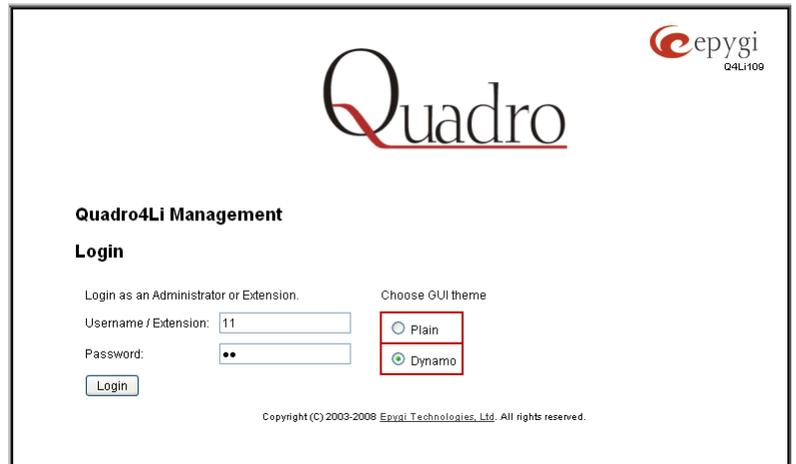 epygi
Q4Li109
Quadro
Quadro4Li Management
Login
Login as an Administrator or Extension. Choose GUI theme
Username / Extension: 11 Plain
Password: •• Dynamo
Login
Copyright (C) 2003-2008 Epygi Technologies, Ltd. All rights reserved.